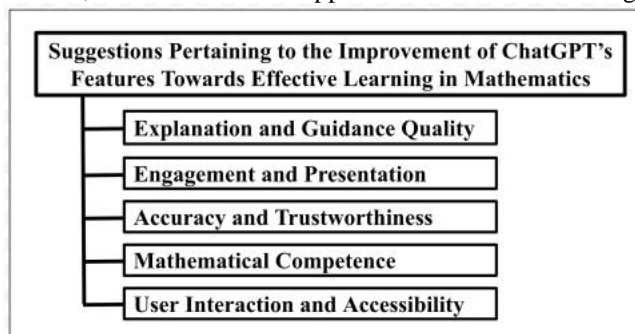 Suggestions Pertaining to the Improvement of ChatGPT's
Features Towards Effective Learning in Mathematics
Explanation and Guidance Quality
Engagement and Presentation
Accuracy and Trustworthiness
Mathematical Competence
User Interaction and Accessibility